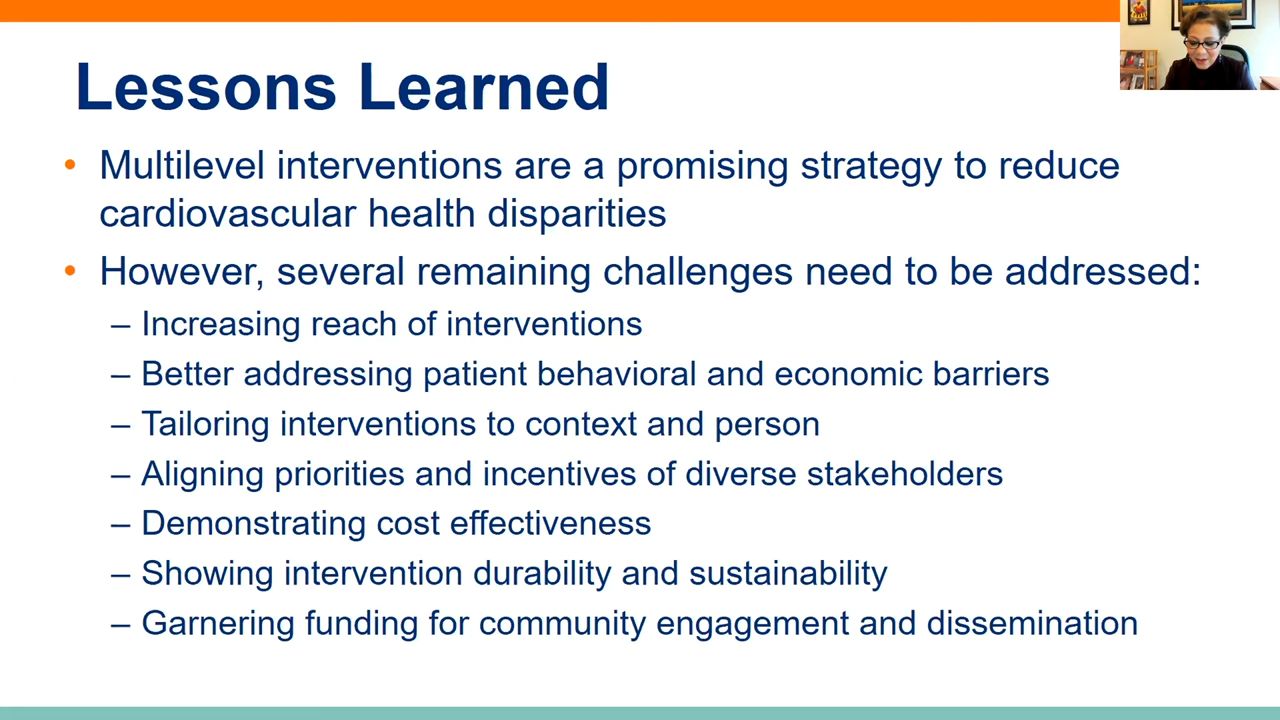 Lessons Learned
• Multilevel interventions are a promising strategy to reduce
cardiovascular health disparities
• However, several remaining challenges need to be addressed:
– Increasing reach of interventions
– Better addressing patient behavioral and economic barriers
– Tailoring interventions to context and person
– Aligning priorities and incentives of diverse stakeholders
– Demonstrating cost effectiveness
– Showing intervention durability and sustainability
– Garnering funding for community engagement and dissemination